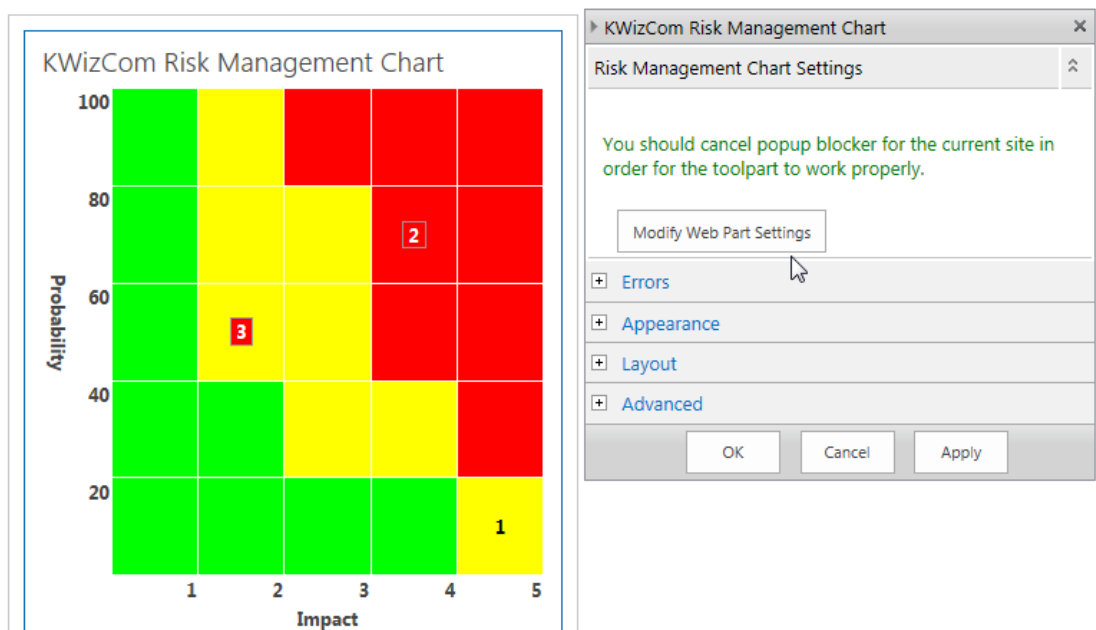 KWizCom Risk Management Chart
100
80
2
Probability
60
3
40
20
1
1 2 3 4 5
Impact
KWizCom Risk Management Chart
Risk Management Chart Settings
You should cancel popup blocker for the current site in
order for the toolpart to work properly.
Modify Web Part Settings
Errors
Appearance
Layout
Advanced
OK Cancel Apply